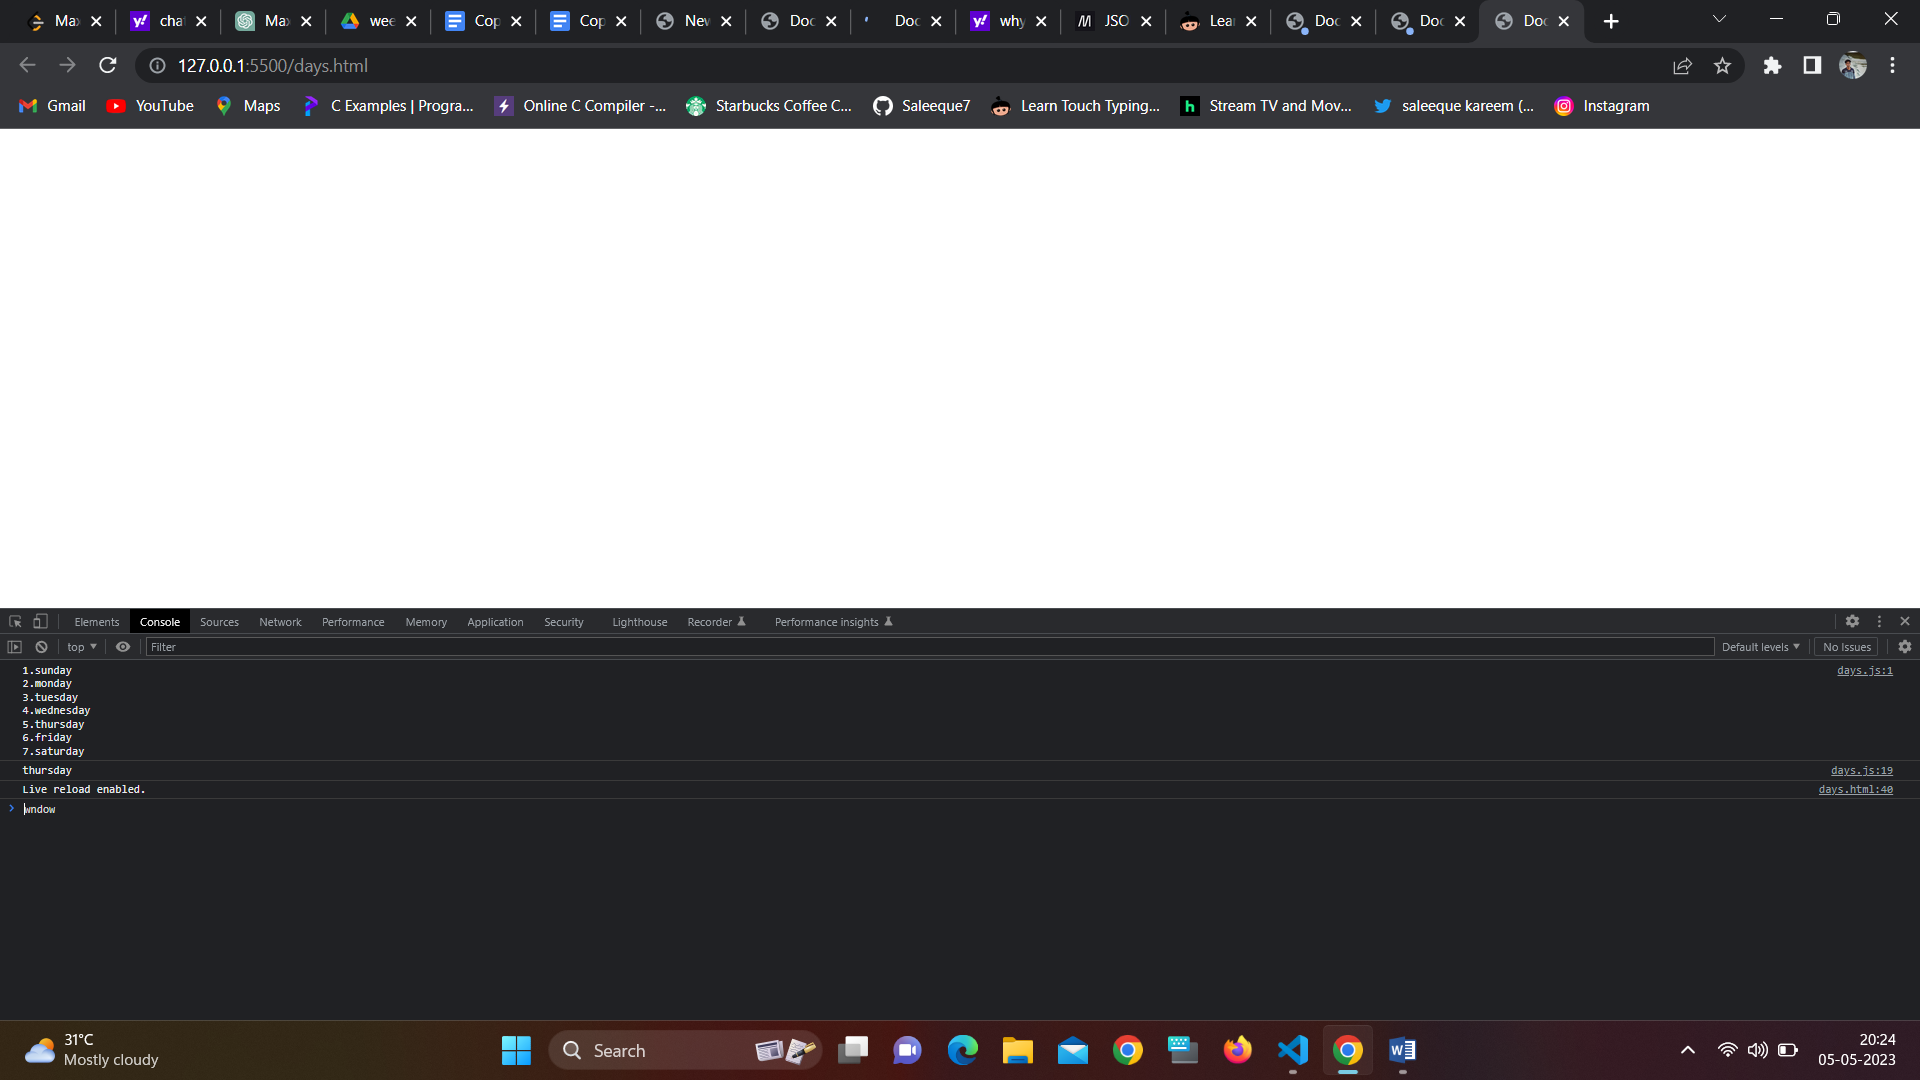 Max chat Max wee Cop Cop Nev Doc Doc why JSO Lear Doc Doc Doc
127.0.0.1:5500/days.html
Gmail YouTube Maps C Examples | Progra... Online C Compiler -... Starbucks Coffee C... Saleeque7 Learn Touch Typing... Stream TV and Mov... saleeque kareem (... Instagram
Elements Console Sources Network Performance Memory Application Security Lighthouse Recorder Performance insights
top Filter Default levels No Issues
1.sunday days.js:1
2.monday
3.tuesday
4.wednesday
5.thursday
6.friday
7.saturday
thursday days.js:19
Live reload enabled. days.html:40
wndow
31°C
Mostly cloudy
Search
20:24
05-05-2023